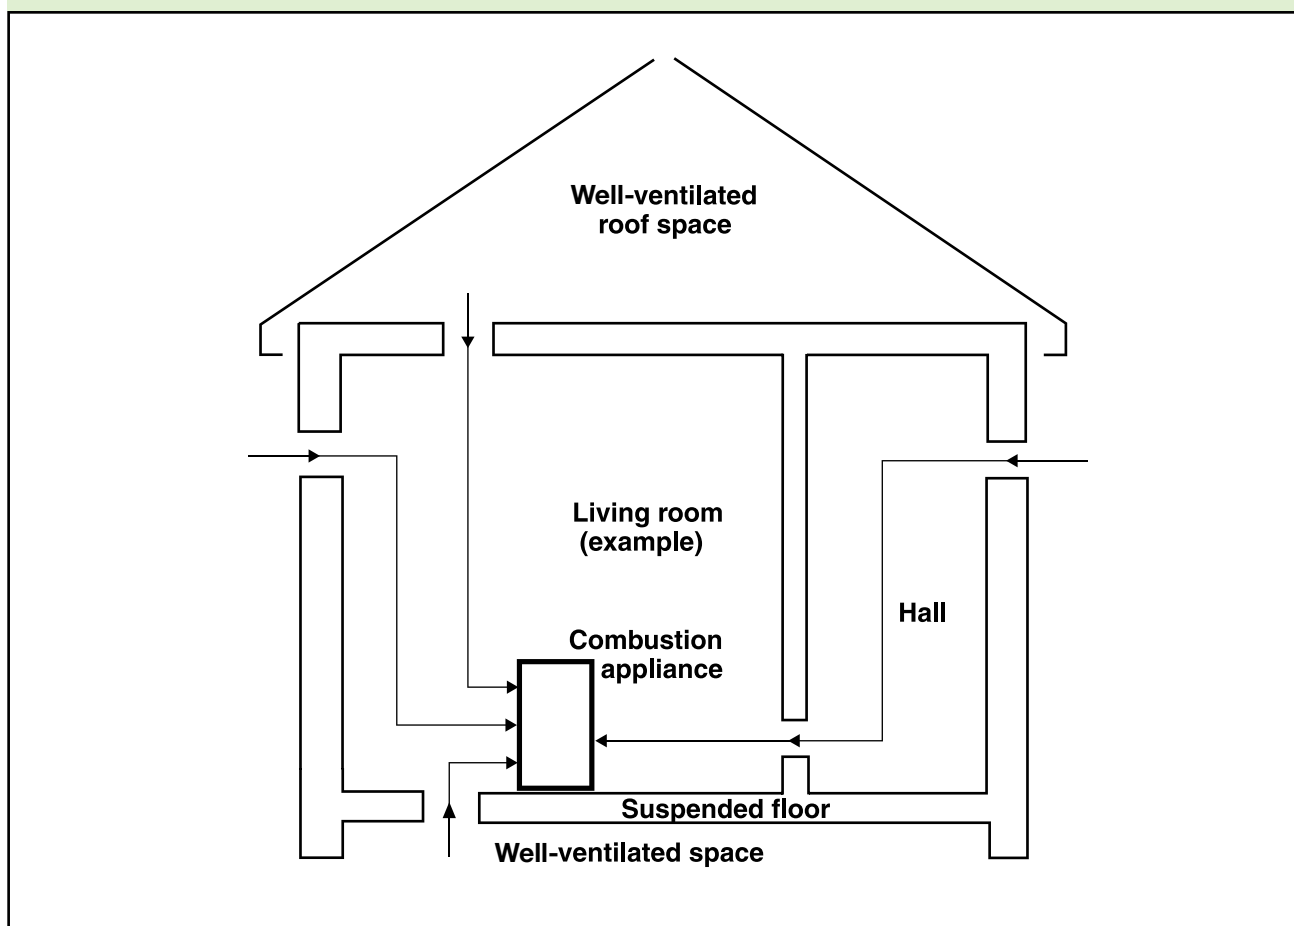 Well-ventilated
roof space
Living room
(example)
Hall
Combustion
appliance
Suspended floor
Well-ventilated space